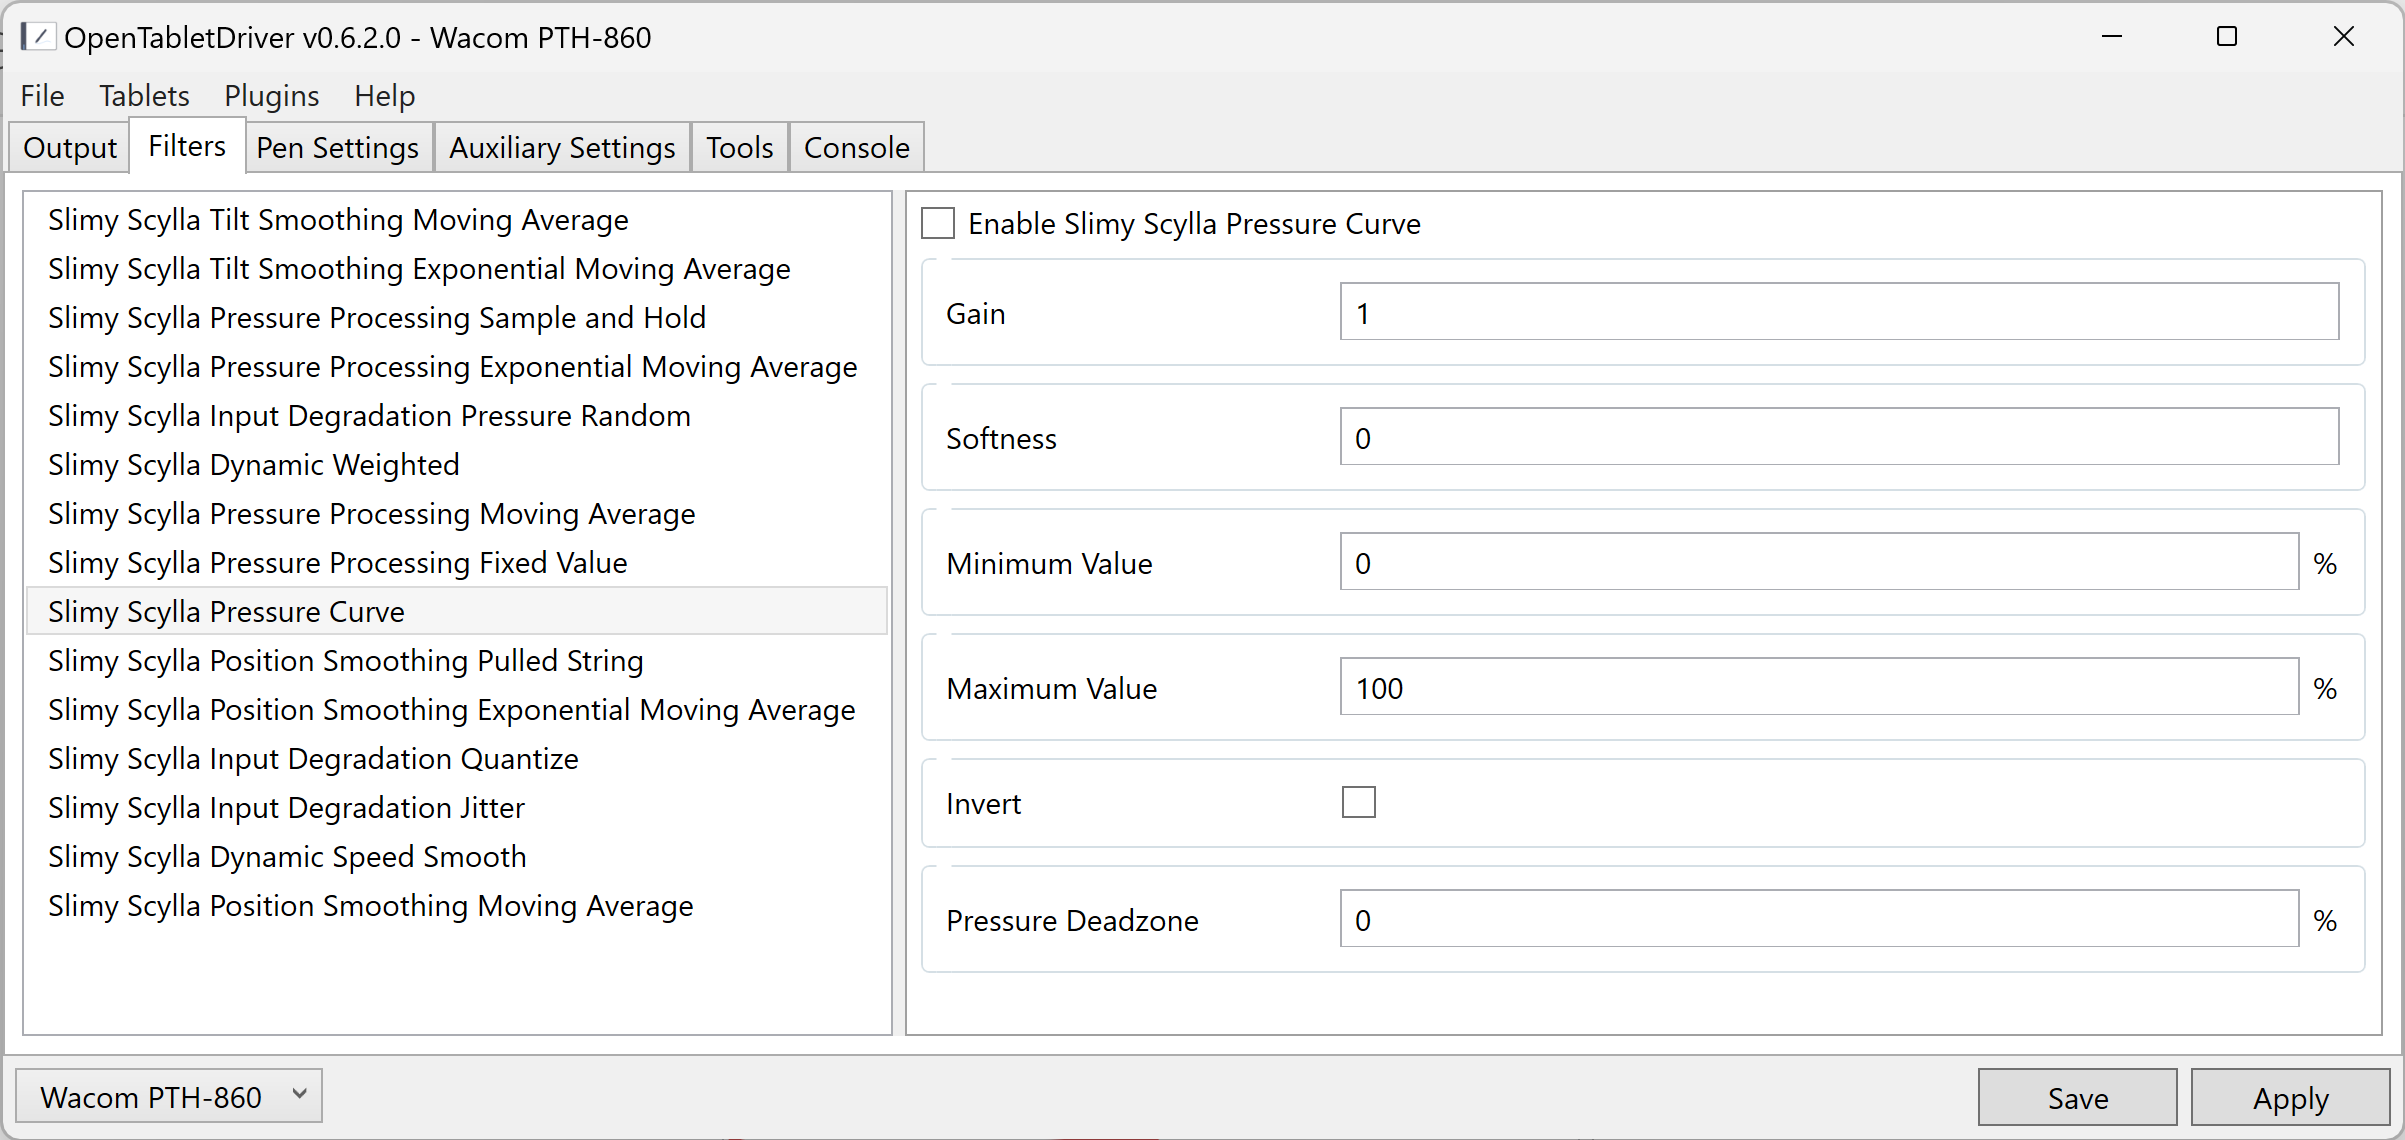 OpenTabletDriver v0.6.2.0 - Wacom PTH-860
File Tablets Plugins Help
Output Filters Pen Settings Auxiliary Settings Tools Console
Slimy Scylla Tilt Smoothing Moving Average
Slimy Scylla Tilt Smoothing Exponential Moving Average
Slimy Scylla Pressure Processing Sample and Hold
Slimy Scylla Pressure Processing Exponential Moving Average
Slimy Scylla Input Degradation Pressure Random
Slimy Scylla Dynamic Weighted
Slimy Scylla Pressure Processing Moving Average
Slimy Scylla Pressure Processing Fixed Value
Slimy Scylla Pressure Curve
Slimy Scylla Position Smoothing Pulled String
Slimy Scylla Position Smoothing Exponential Moving Average
Slimy Scylla Input Degradation Quantize
Slimy Scylla Input Degradation Jitter
Slimy Scylla Dynamic Speed Smooth
Slimy Scylla Position Smoothing Moving Average
Enable Slimy Scylla Pressure Curve
Gain 1
Softness 0
Minimum Value 0 %
Maximum Value 100 %
Invert
Pressure Deadzone 0 %
Wacom PTH-860
Save Apply